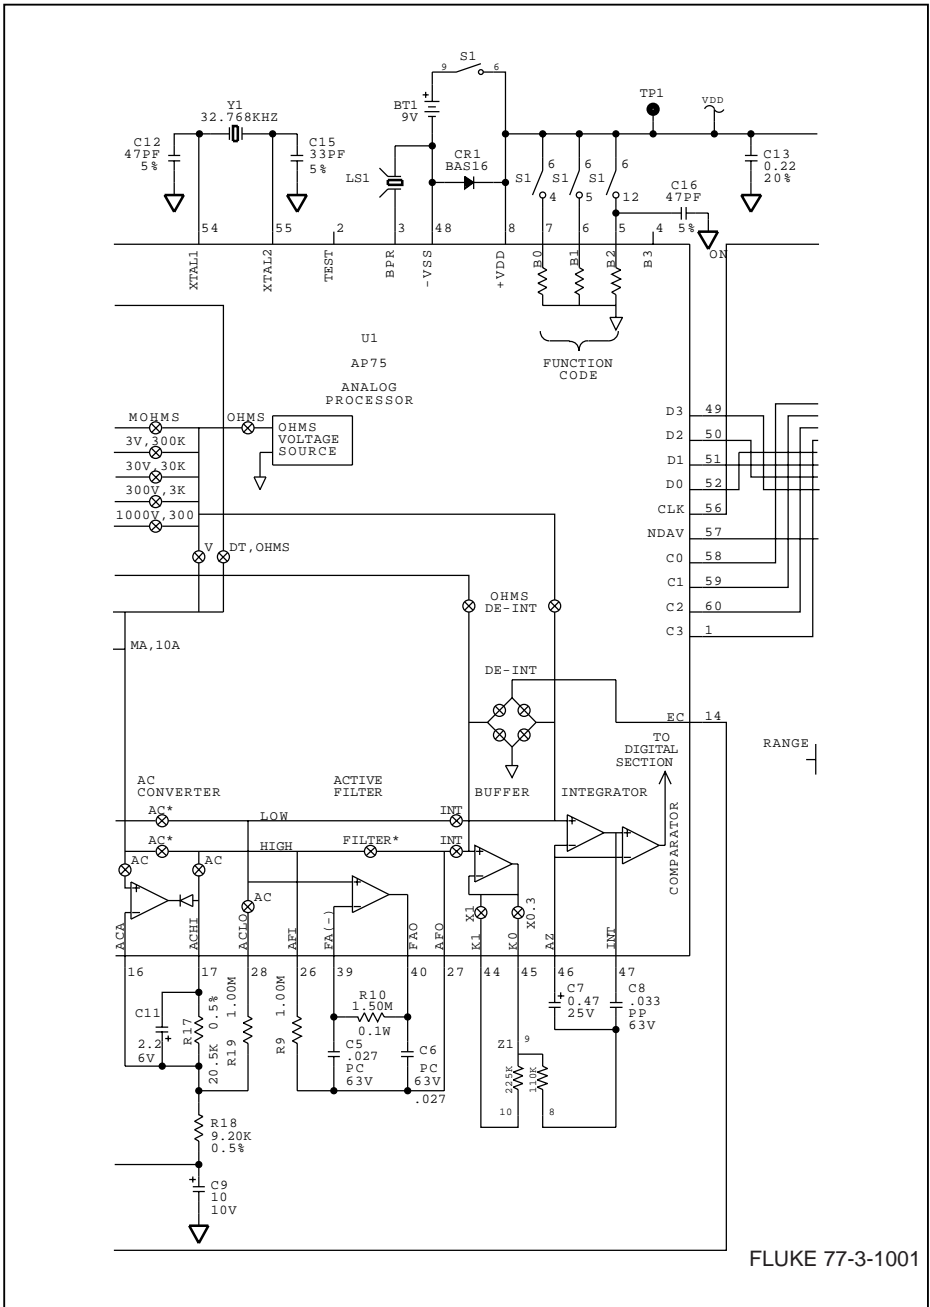 S1
9 6
BT1
9V
TP1
VDD
Y1
32.768KHZ
C12
47PF
5%
C15
33PF
5%
LS1
CR1
BAS16
6 6 6
S1 S1 S1
4 5 12
C16
47PF
5%
C13
0.22
20%
54 55 2 3 48 8 7 6 5 4
XTAL1
XTAL2
TEST
BPR
-VSS
+VDD
B0
B1
B2
B3
ON
U1
AP75
ANALOG
PROCESSOR
FUNCTION
CODE
MOHMS
OHMS
OHMS
VOLTAGE
SOURCE
3V,300K
30V,30K
300V,3K
1000V,300
V
DT,OHMS
D3 49
D2 50
D1 51
D0 52
CLK 56
NDAV 57
C0 58
C1 59
C2 60
C3 1
OHMS
DE-INT
MA,10A
DE-INT
EC 14
TO
DIGITAL
SECTION
RANGE
AC
CONVERTER
ACTIVE
FILTER
BUFFER
INTEGRATOR
COMPARATOR
AC*
LOW
INT
AC*
HIGH
FILTER*
INT
AC
AC
AC
+
-
+
-
+
-
+
-
+
-
X1
X0.3
ACA
ACHI
ACLO
AFI
FA(-)
FAO
AFO
K1
K0
AZ
INT
16 17 28 26 39 40 27 44 45 46 47
C11
2.2
6V
+
R17
20.5K 0.5%
R19 1.00M
R9 1.00M
R10
1.50M
0.1W
C5
.027
PC
63V
C6
PC
63V
.027
C7
0.47
25V
+
C8
.033
PP
63V
Z1
9
225K
110K
10 8
R18
9.20K
0.5%
+
C9
10
10V
FLUKE 77-3-1001